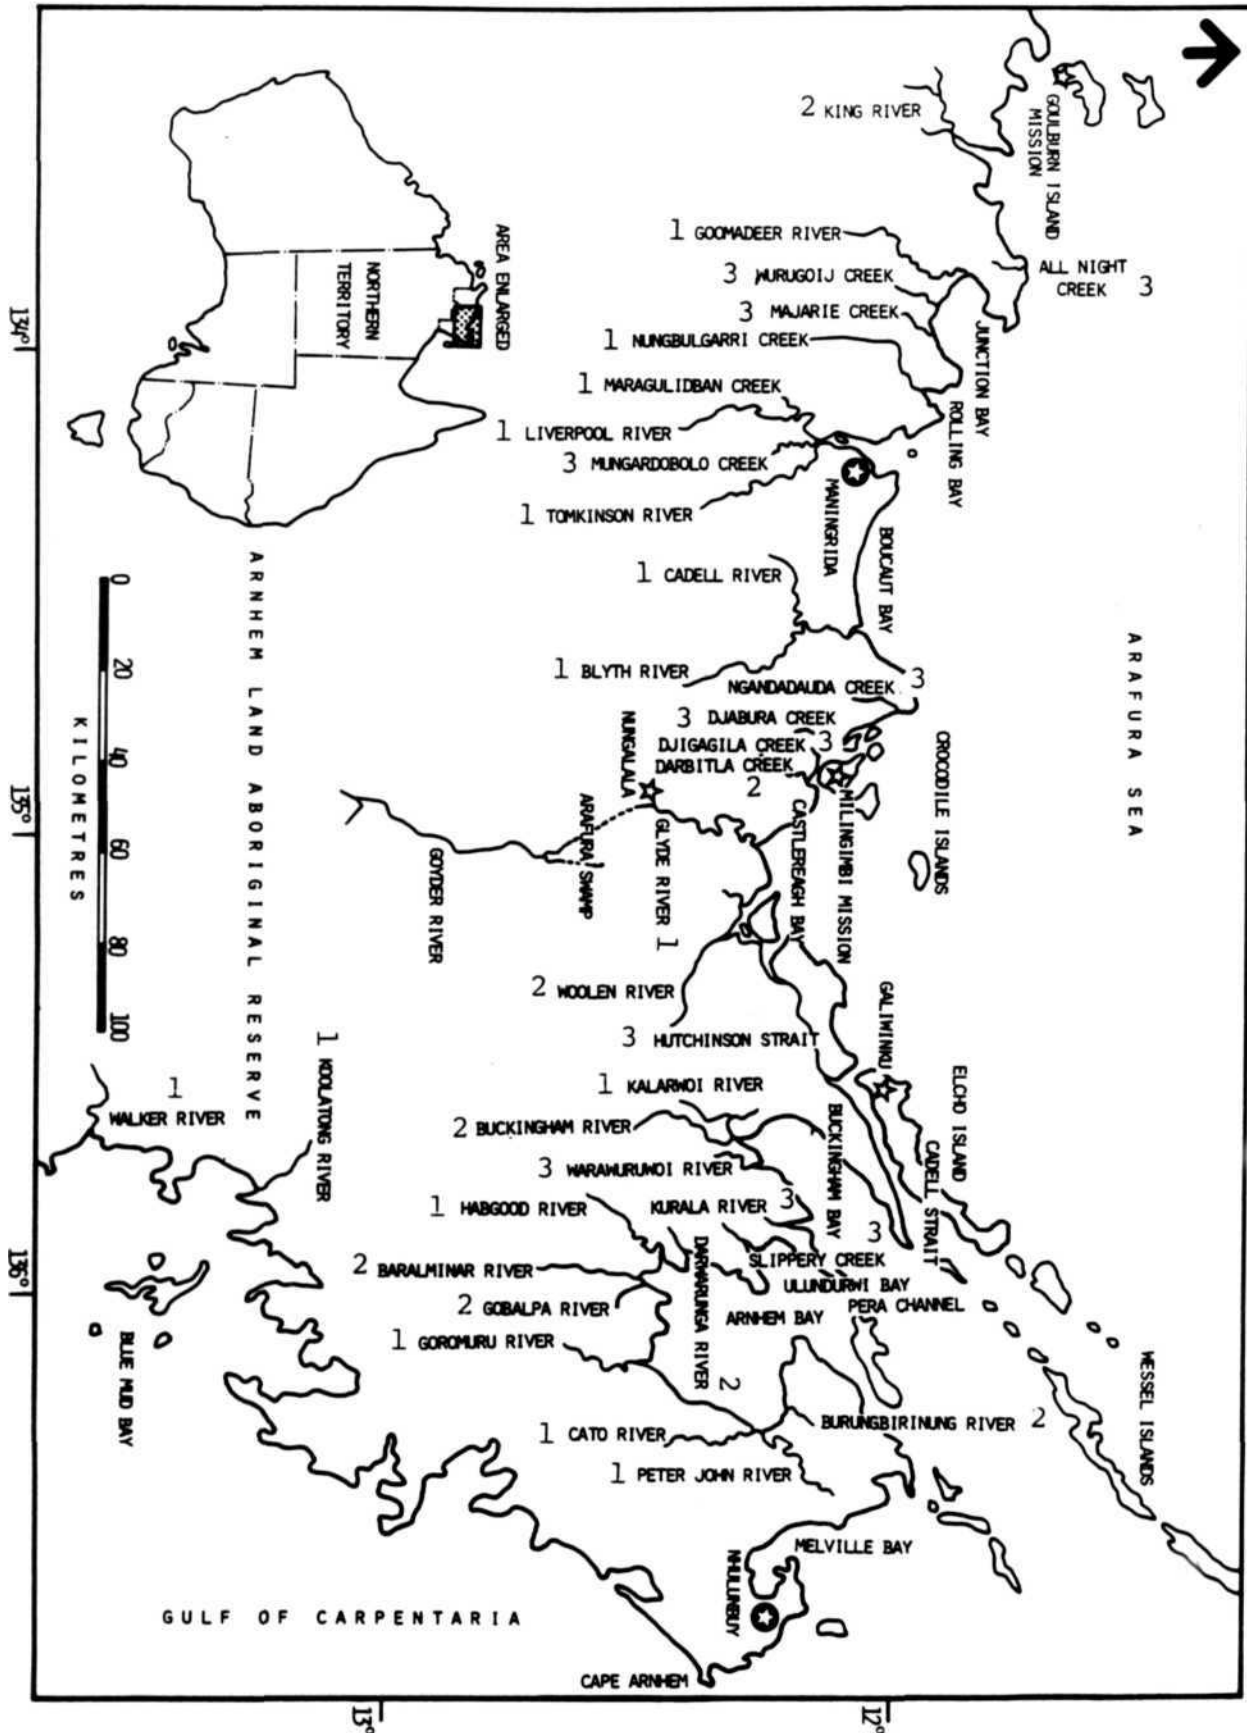 GOULBURN ISLAND
MISSION
2 KING RIVER
1 GOOMADEER RIVER
ALL NIGHT
CREEK 3
3 WURUGOIJ CREEK
3 MAJARIE CREEK
JUNCTION BAY
1 NUNGBULGARRI CREEK
1 MARAGULIDBAN CREEK
ROLLING BAY
1 LIVERPOOL RIVER
3 MUNGARDOBOLO CREEK
MANINGRIDA
1 TOMKINSON RIVER
BOUCAUT BAY
1 CADELL RIVER
ARAFURA SEA
1 BLYTH RIVER
NGANDADAUDA CREEK 3
3 DJABURA CREEK
DJIGAGILA CREEK 3
DARBITLA CREEK
2
NUNGALALA
CROCODILE ISLANDS
MILINGIMBI MISSION
CASTLEREAGH BAY
ARAFURA SWAMP
GLYDE RIVER 1
GOYDER RIVER
2 WOOLEN RIVER
3 HUTCHINSON STRAIT
GALIWINKU
ELCHO ISLAND
CADELL STRAIT
1 KALARWOI RIVER
2 BUCKINGHAM RIVER
BUCKINGHAM BAY
3
3 WARAWURUWOI RIVER
KURALA RIVER 3
1 HABGOOD RIVER
SLIPPERY CREEK
ULUNDURWI BAY
2 BARALMINAR RIVER
DARWARUNGA RIVER 2
ARNHEM BAY
PERA CHANNEL
2 GOBALPA RIVER
1 GOROMURU RIVER
WESSEL ISLANDS
BURUNGBIRINUNG RIVER 2
1 CATO RIVER
1 PETER JOHN RIVER
MELVILLE BAY
NHULUNBUY
CAPE ARNHEM
GULF OF CARPENTARIA
BLUE MUD BAY
1
WALKER RIVER
1 KOOLATONG RIVER
ARNHEM LAND ABORIGINAL RESERVE
AREA ENLARGED
NORTHERN
TERRITORY
0 20 40 60 80 100
KILOMETRES
134°
135°
136°
13°
12°